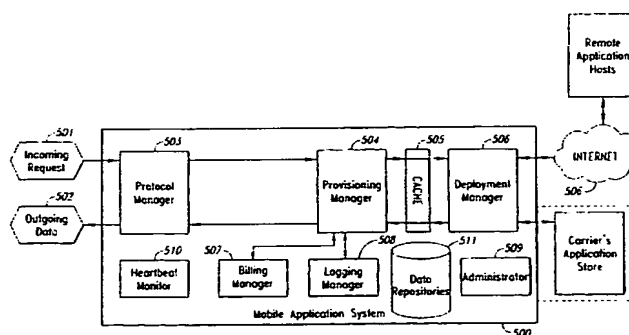 Remote
Application
Hosts
501
Incoming
Request
503
Protocol
Manager
504
Provisioning
Manager
505
CACHE
506
Deployment
Manager
INTERNET
506
502
Outgoing
Data
510
Heartbeat
Monitor
507
Billing
Manager
508
Logging
Manager
511
Data
Repositories
509
Administrator
Carrier's
Application
Store
Mobile Application System
500